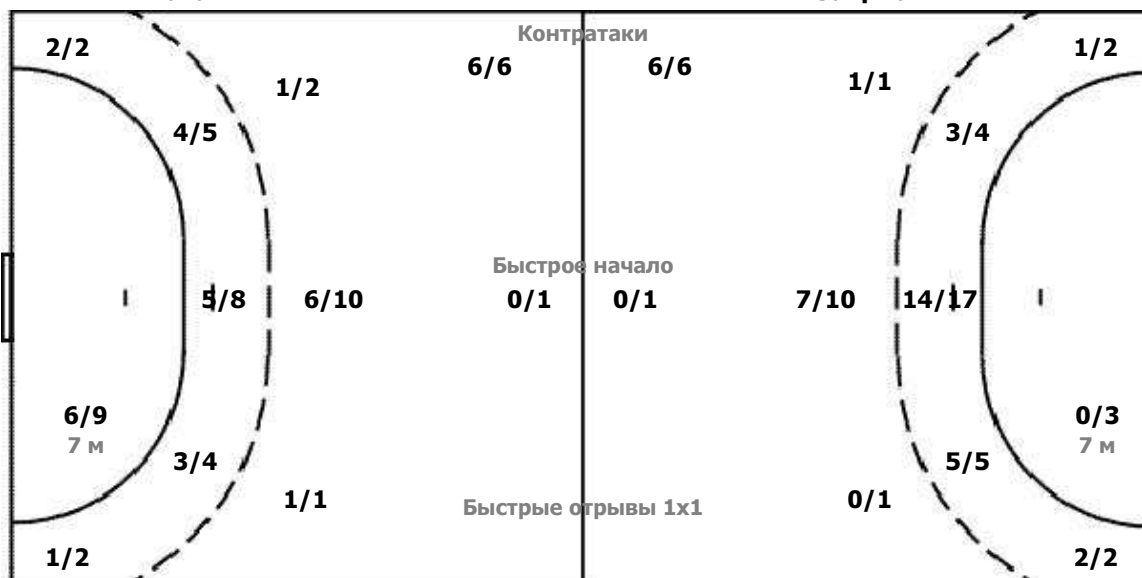 Контратаки
2/2 1/2
6/6 6/6
1/2 1/1
4/5 3/4
Быстрое начало
5/8 6/10 0/1 0/1 7/10 14/17
6/9 0/3
7 м 7 м
3/4 5/5
1/1 Быстрые отрывы 1x1 0/1
1/2 2/2